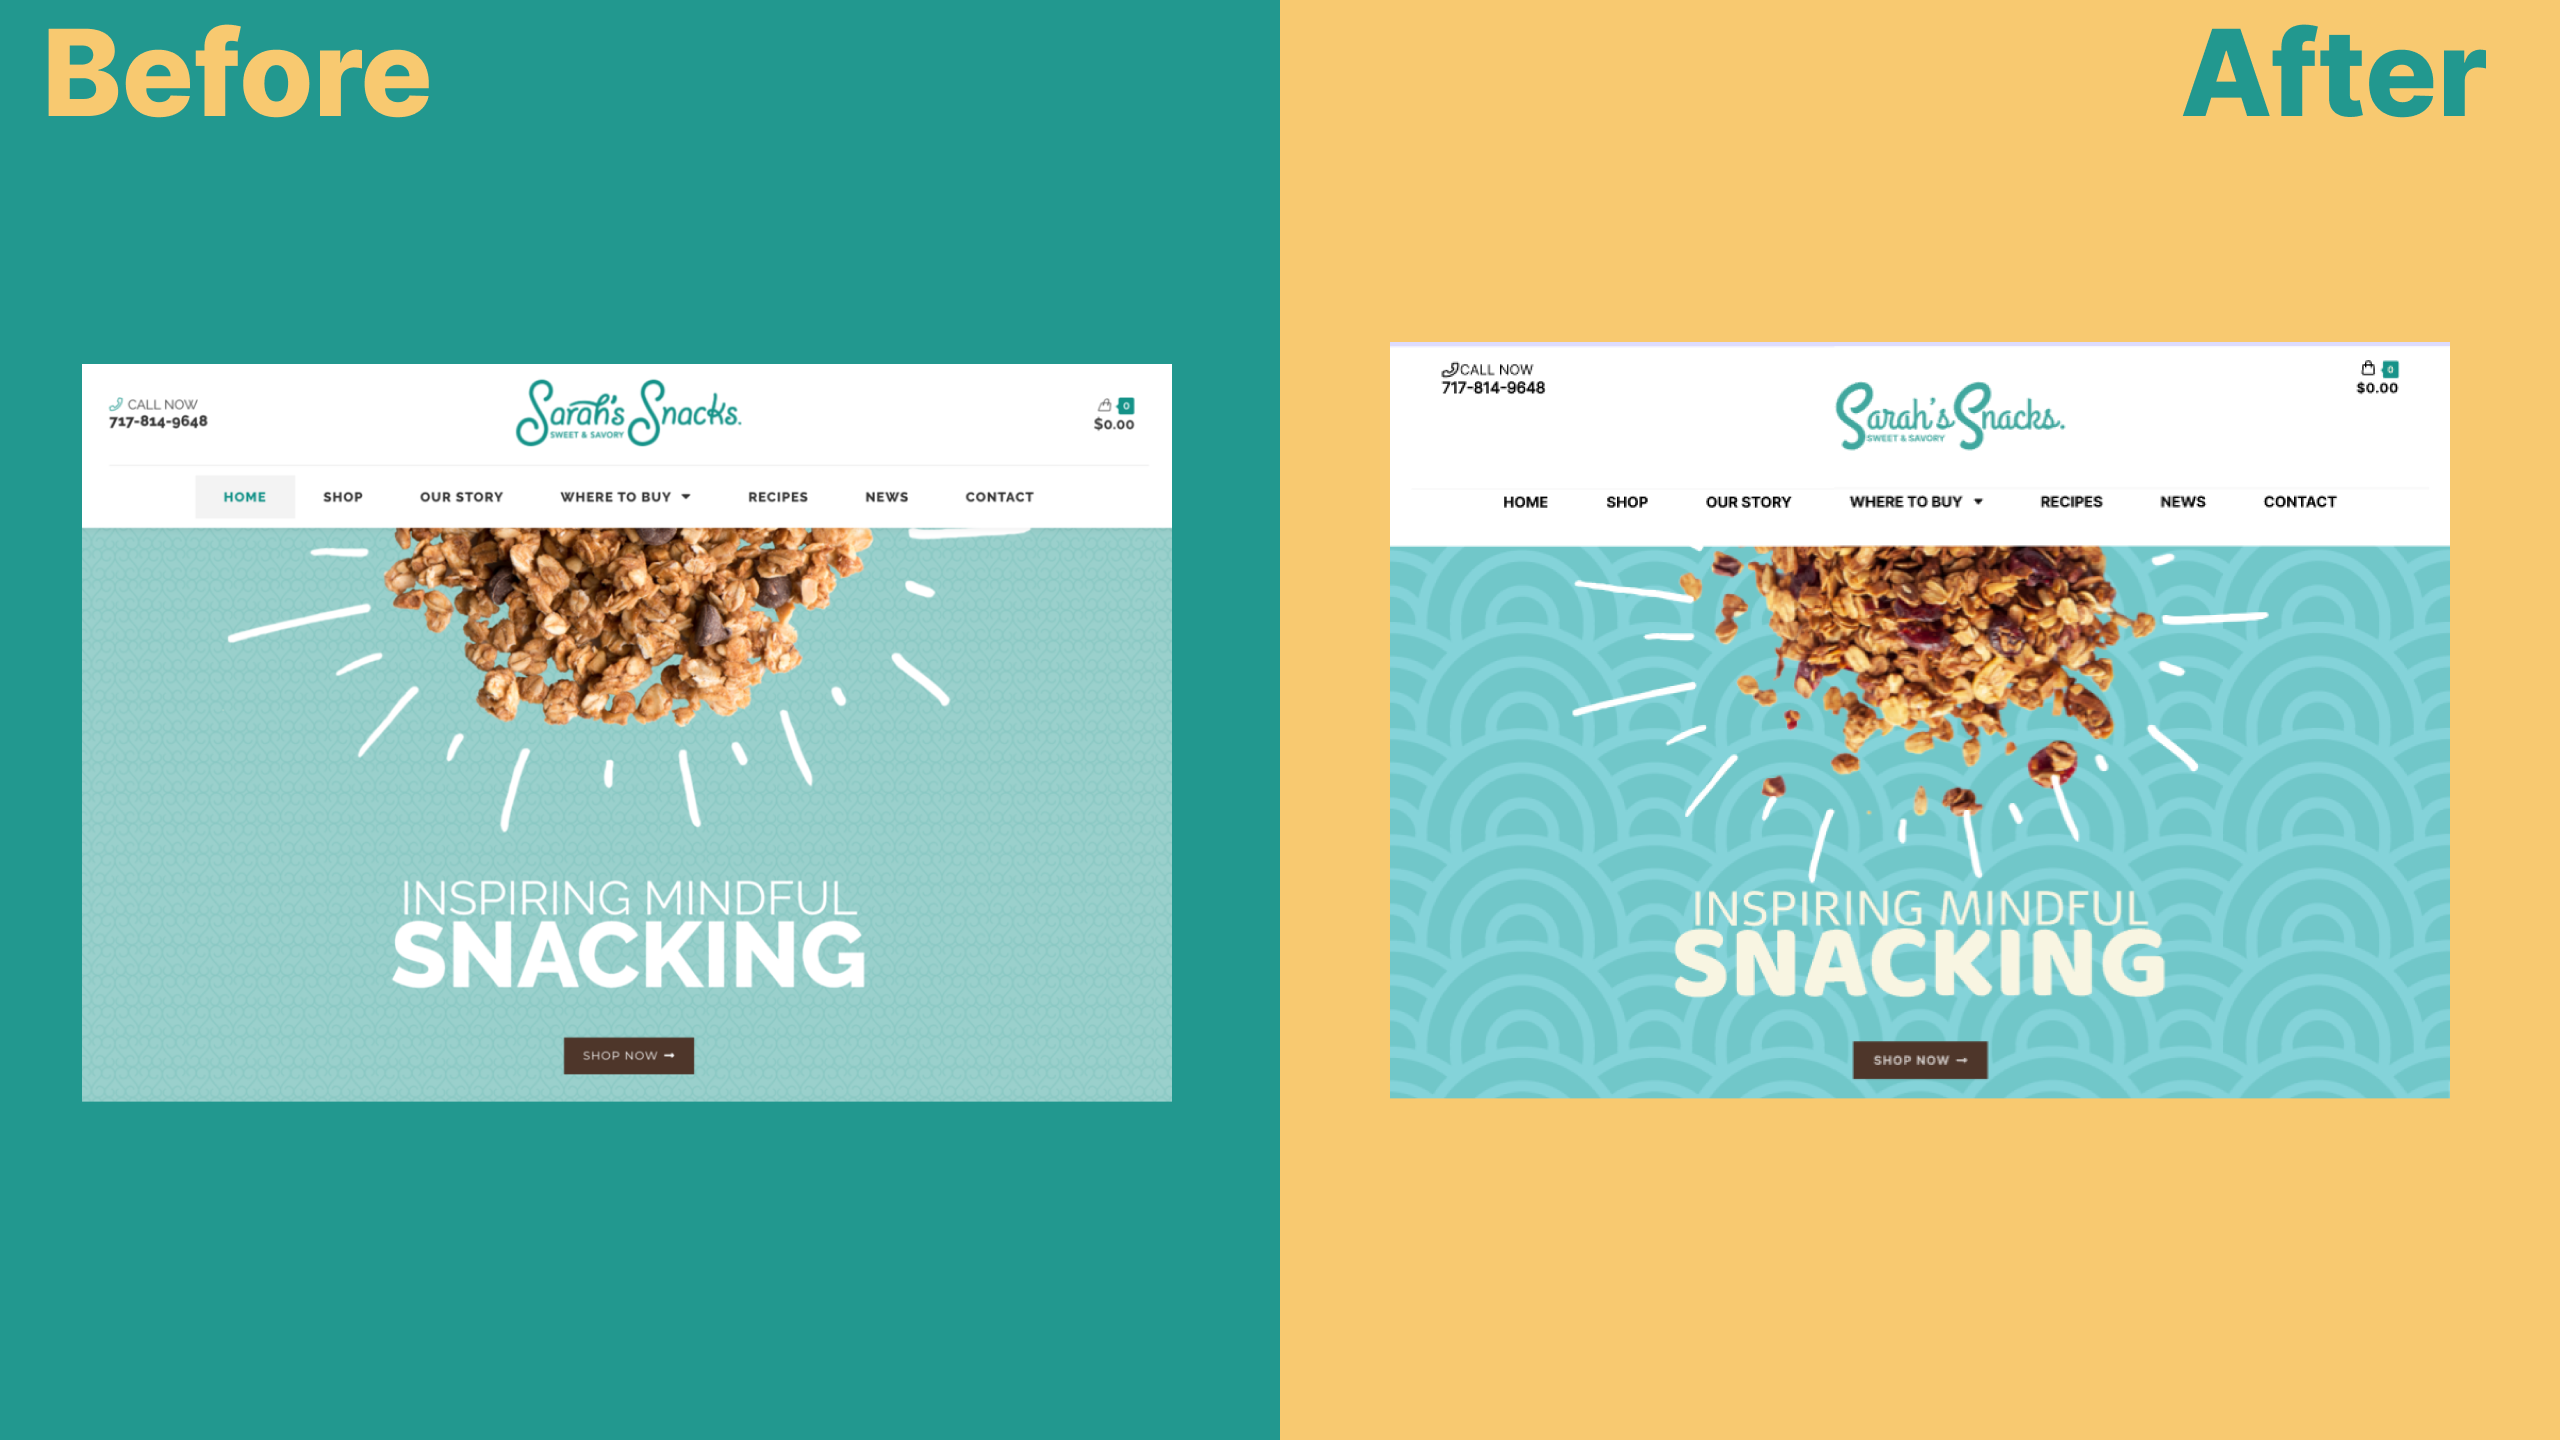 Before
CALL NOW
717-814-9648
Sarah's Snacks.
SWEET & SAVORY
0
$0.00
HOME SHOP OUR STORY WHERE TO BUY RECIPES NEWS CONTACT
INSPIRING MINDFUL
SNACKING
SHOP NOW
After
CALL NOW
717-814-9648
Sarah's Snacks.
SWEET & SAVORY
0
$0.00
HOME SHOP OUR STORY WHERE TO BUY RECIPES NEWS CONTACT
INSPIRING MINDFUL
SNACKING
SHOP NOW